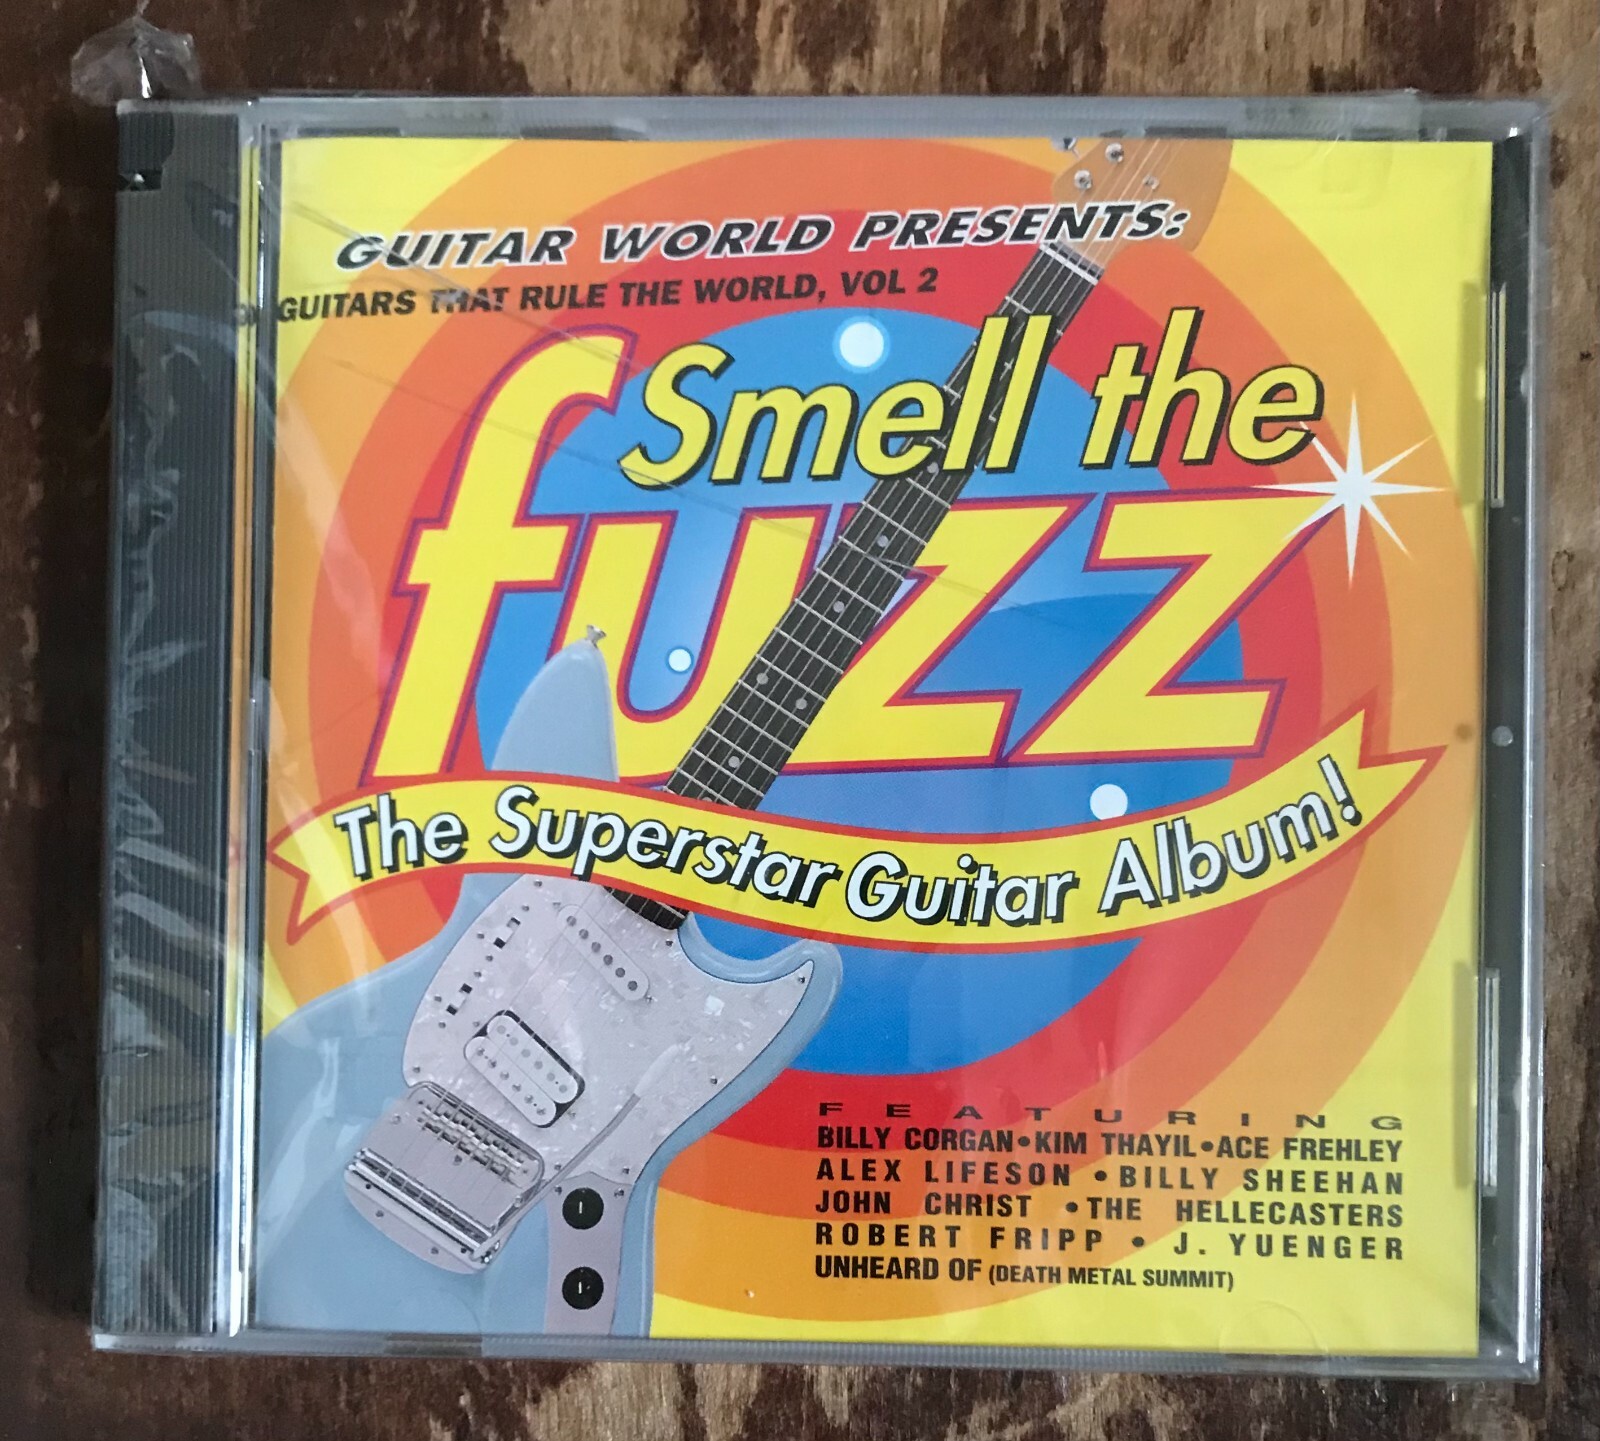 GUITAR WORLD PRESENTS:
GUITARS THAT RULE THE WORLD, VOL 2
Smell the
fuzz
The Superstar Guitar Album!
FEATURING
BILLY CORGAN•KIM THAYIL•ACE FREHLEY
ALEX LIFESON •BILLY SHEEHAN
JOHN CHRIST •THE HELLECASTERS
ROBERT FRIPP • J. YUENGER
UNHEARD OF (DEATH METAL SUMMIT)